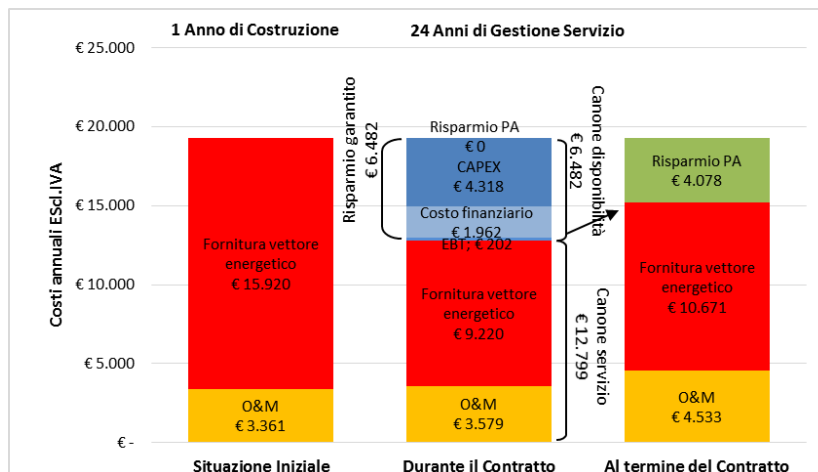 1 Anno di Costruzione
24 Anni di Gestione Servizio
Costi annuali EScl.IVA
€ 25.000
€ 20.000
€ 15.000
€ 10.000
€ 5.000
€ -
Fornitura vettore
energetico
€ 15.920
O&M
€ 3.361
Situazione Iniziale
Risparmio garantito
€ 6.482
Risparmio PA
€ 0
CAPEX
€ 4.318
Costo finanziario
€ 1.962
EBT; € 202
Fornitura vettore
energetico
€ 9.220
O&M
€ 3.579
Durante il Contratto
Canone disponibilità
€ 6.482
Canone servizio
€ 12.799
Risparmio PA
€ 4.078
Fornitura vettore
energetico
€ 10.671
O&M
€ 4.533
Al termine del Contratto